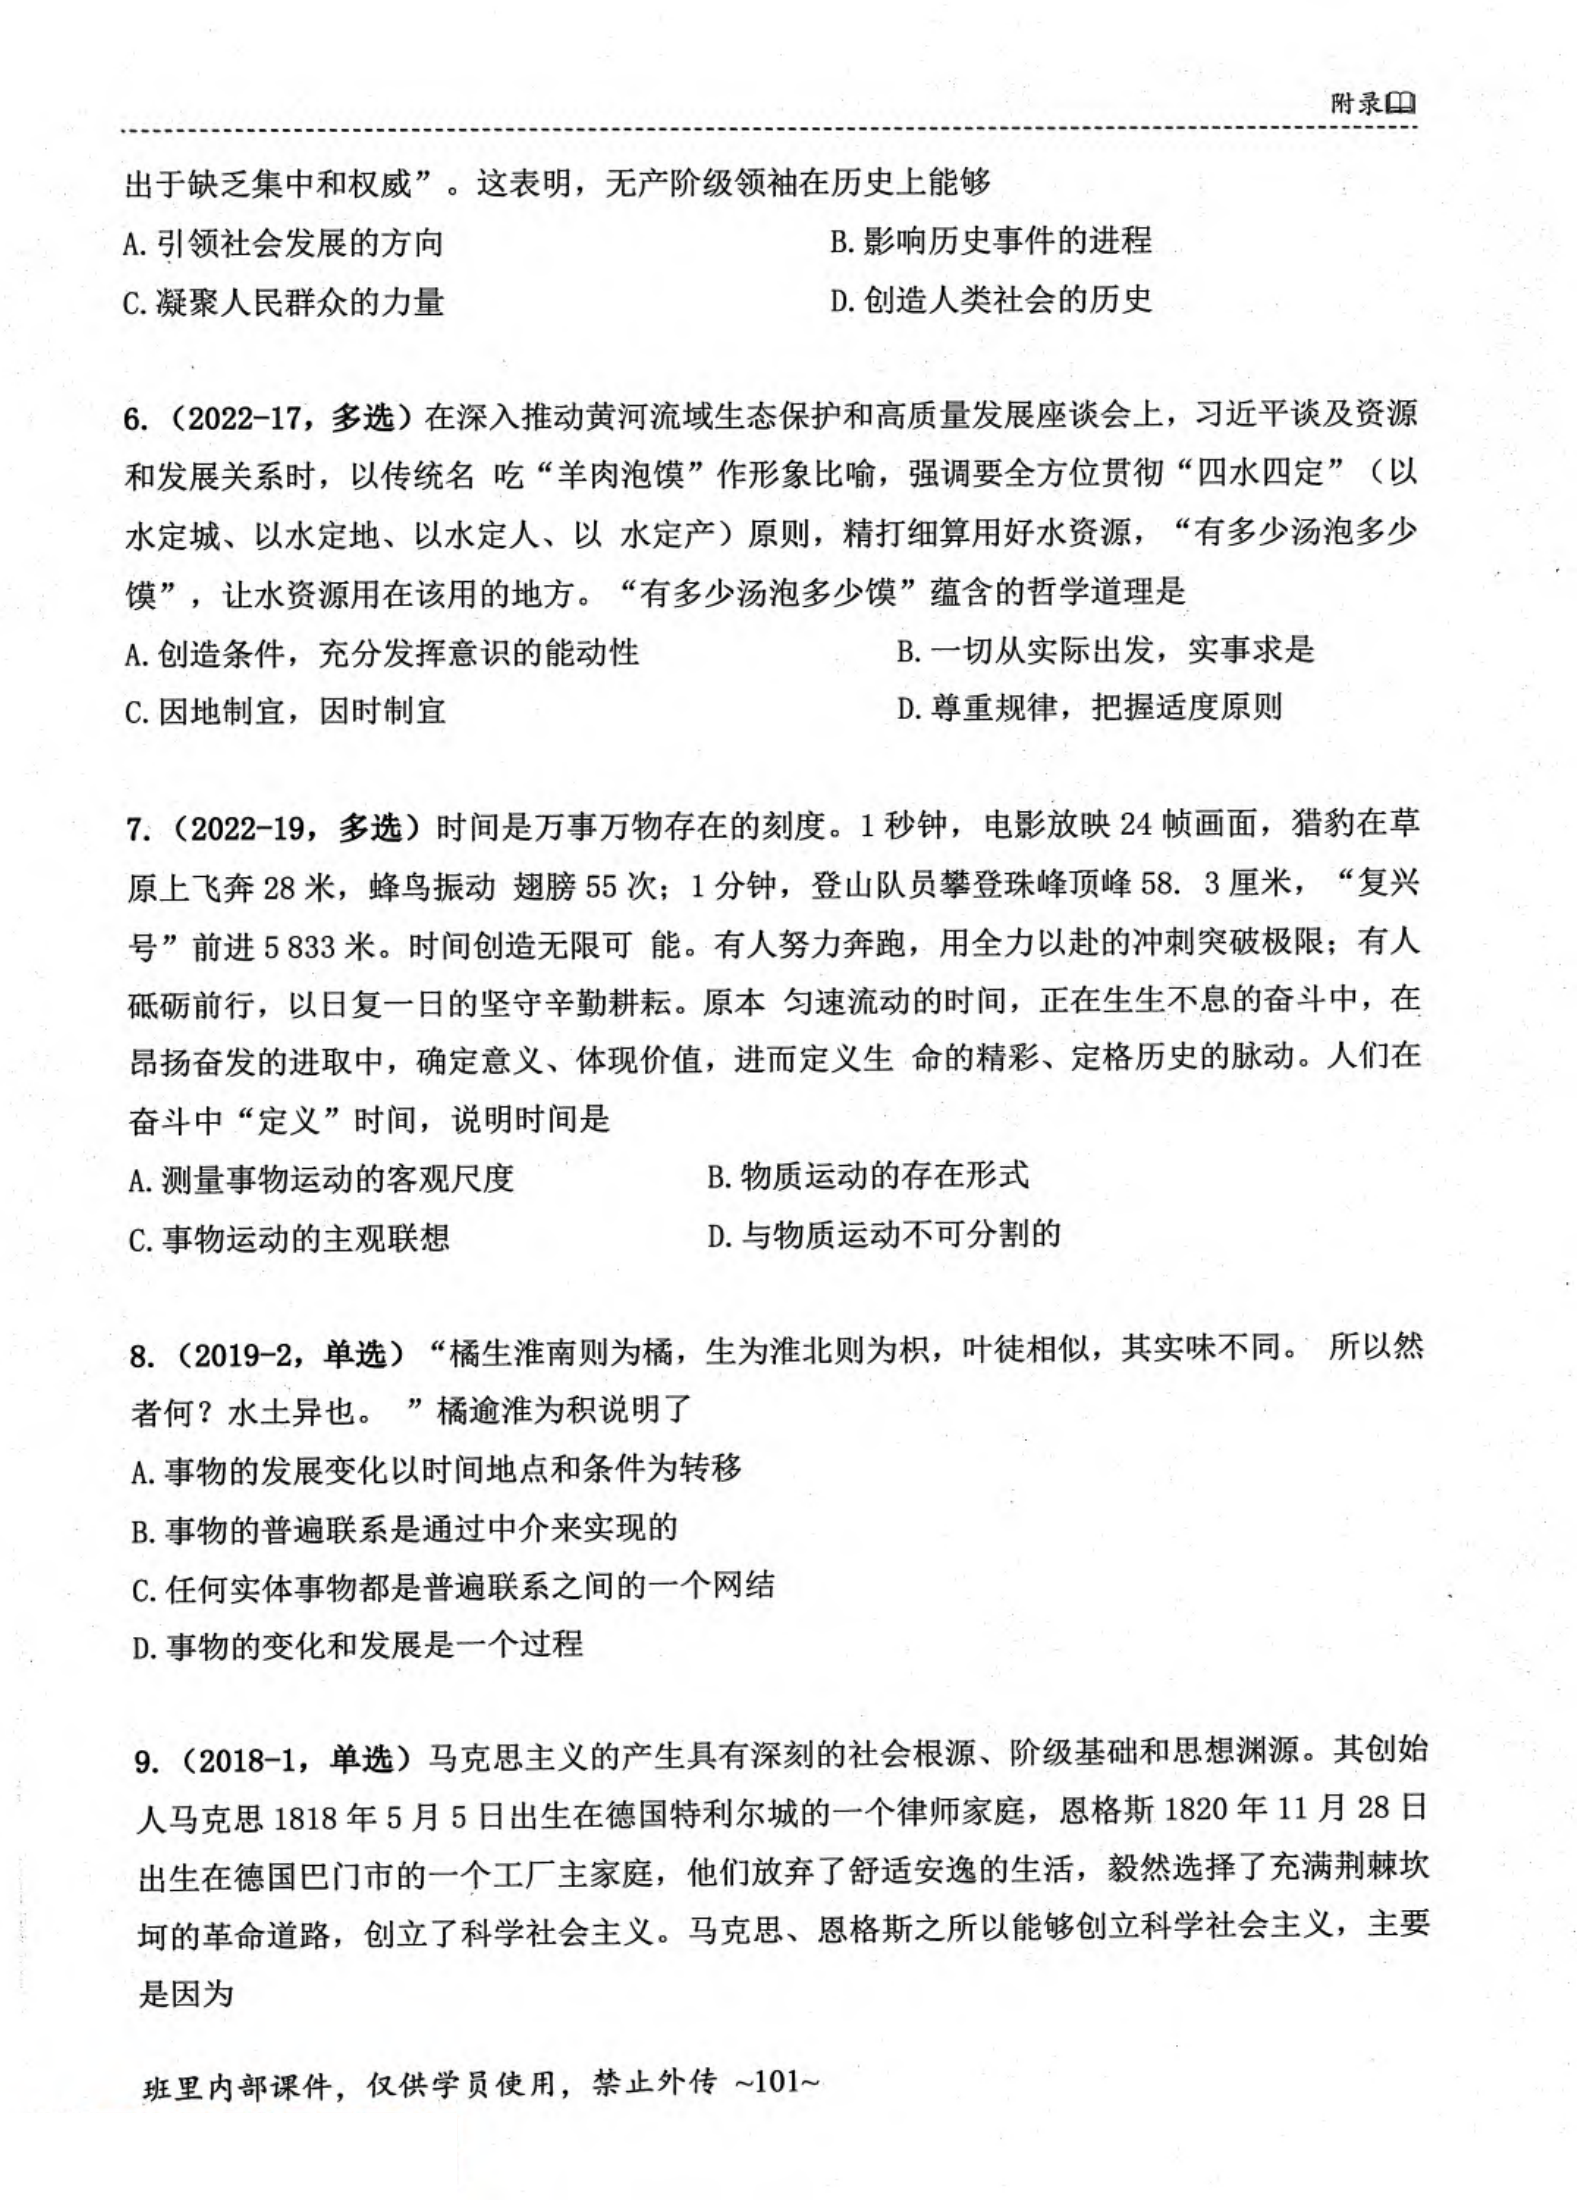 附录
出于缺乏集中和权威”。这表明，无产阶级领袖在历史上能够
A.引领社会发展的方向 B.影响历史事件的进程
C.凝聚人民群众的力量 D.创造人类社会的历史
6.（2022-17，多选）在深入推动黄河流域生态保护和高质量发展座谈会上，习近平谈及资源
和发展关系时，以传统名 吃“羊肉泡馍”作形象比喻，强调要全方位贯彻“四水四定”（以
水定城、以水定地、以水定人、以 水定产）原则，精打细算用好水资源，“有多少汤泡多少
馍”，让水资源用在该用的地方。“有多少汤泡多少馍”蕴含的哲学道理是
A.创造条件，充分发挥意识的能动性 B.一切从实际出发，实事求是
C.因地制宜，因时制宜 D.尊重规律，把握适度原则
7.（2022-19，多选）时间是万事万物存在的刻度。1 秒钟，电影放映 24 帧画面，猎豹在草
原上飞奔 28 米，蜂鸟振动 翅膀 55 次；1 分钟，登山队员攀登珠峰顶峰 58. 3 厘米，“复兴
号”前进 5 833 米。时间创造无限可 能。有人努力奔跑，用全力以赴的冲刺突破极限；有人
砥砺前行，以日复一日的坚守辛勤耕耘。原本 匀速流动的时间，正在生生不息的奋斗中，在
昂扬奋发的进取中，确定意义、体现价值，进而定义生 命的精彩、定格历史的脉动。人们在
奋斗中“定义”时间，说明时间是
A.测量事物运动的客观尺度 B.物质运动的存在形式
C.事物运动的主观联想 D.与物质运动不可分割的
8.（2019-2，单选）“橘生淮南则为橘，生为淮北则为枳，叶徒相似，其实味不同。 所以然
者何？水土异也。 ”橘逾淮为积说明了
A.事物的发展变化以时间地点和条件为转移
B.事物的普遍联系是通过中介来实现的
C.任何实体事物都是普遍联系之间的一个网结
D.事物的变化和发展是一个过程
9.（2018-1，单选）马克思主义的产生具有深刻的社会根源、阶级基础和思想渊源。其创始
人马克思 1818 年 5 月 5 日出生在德国特利尔城的一个律师家庭，恩格斯 1820 年 11 月 28 日
出生在德国巴门市的一个工厂主家庭，他们放弃了舒适安逸的生活，毅然选择了充满荆棘坎
坷的革命道路，创立了科学社会主义。马克思、恩格斯之所以能够创立科学社会主义，主要
是因为
班里内部课件，仅供学员使用，禁止外传 ~101~